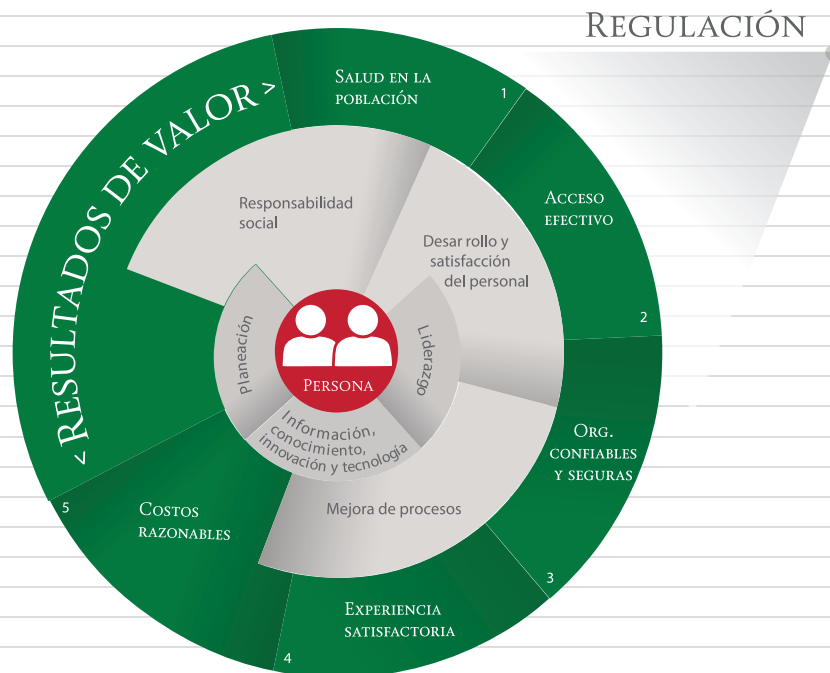 REGULACIÓN
< RESULTADOS DE VALOR >
SALUD EN LA
POBLACIÓN
1
ACCESO
EFECTIVO
2
ORG.
CONFIABLES
Y SEGURAS
3
EXPERIENCIA
SATISFACTORIA
4
COSTOS
RAZONABLES
5
Responsabilidad
social
Desar rollo y
satisfacción
del personal
Mejora de procesos
Planeación
Liderazgo
Información,
conocimiento,
innovación y tecnología
PERSONA